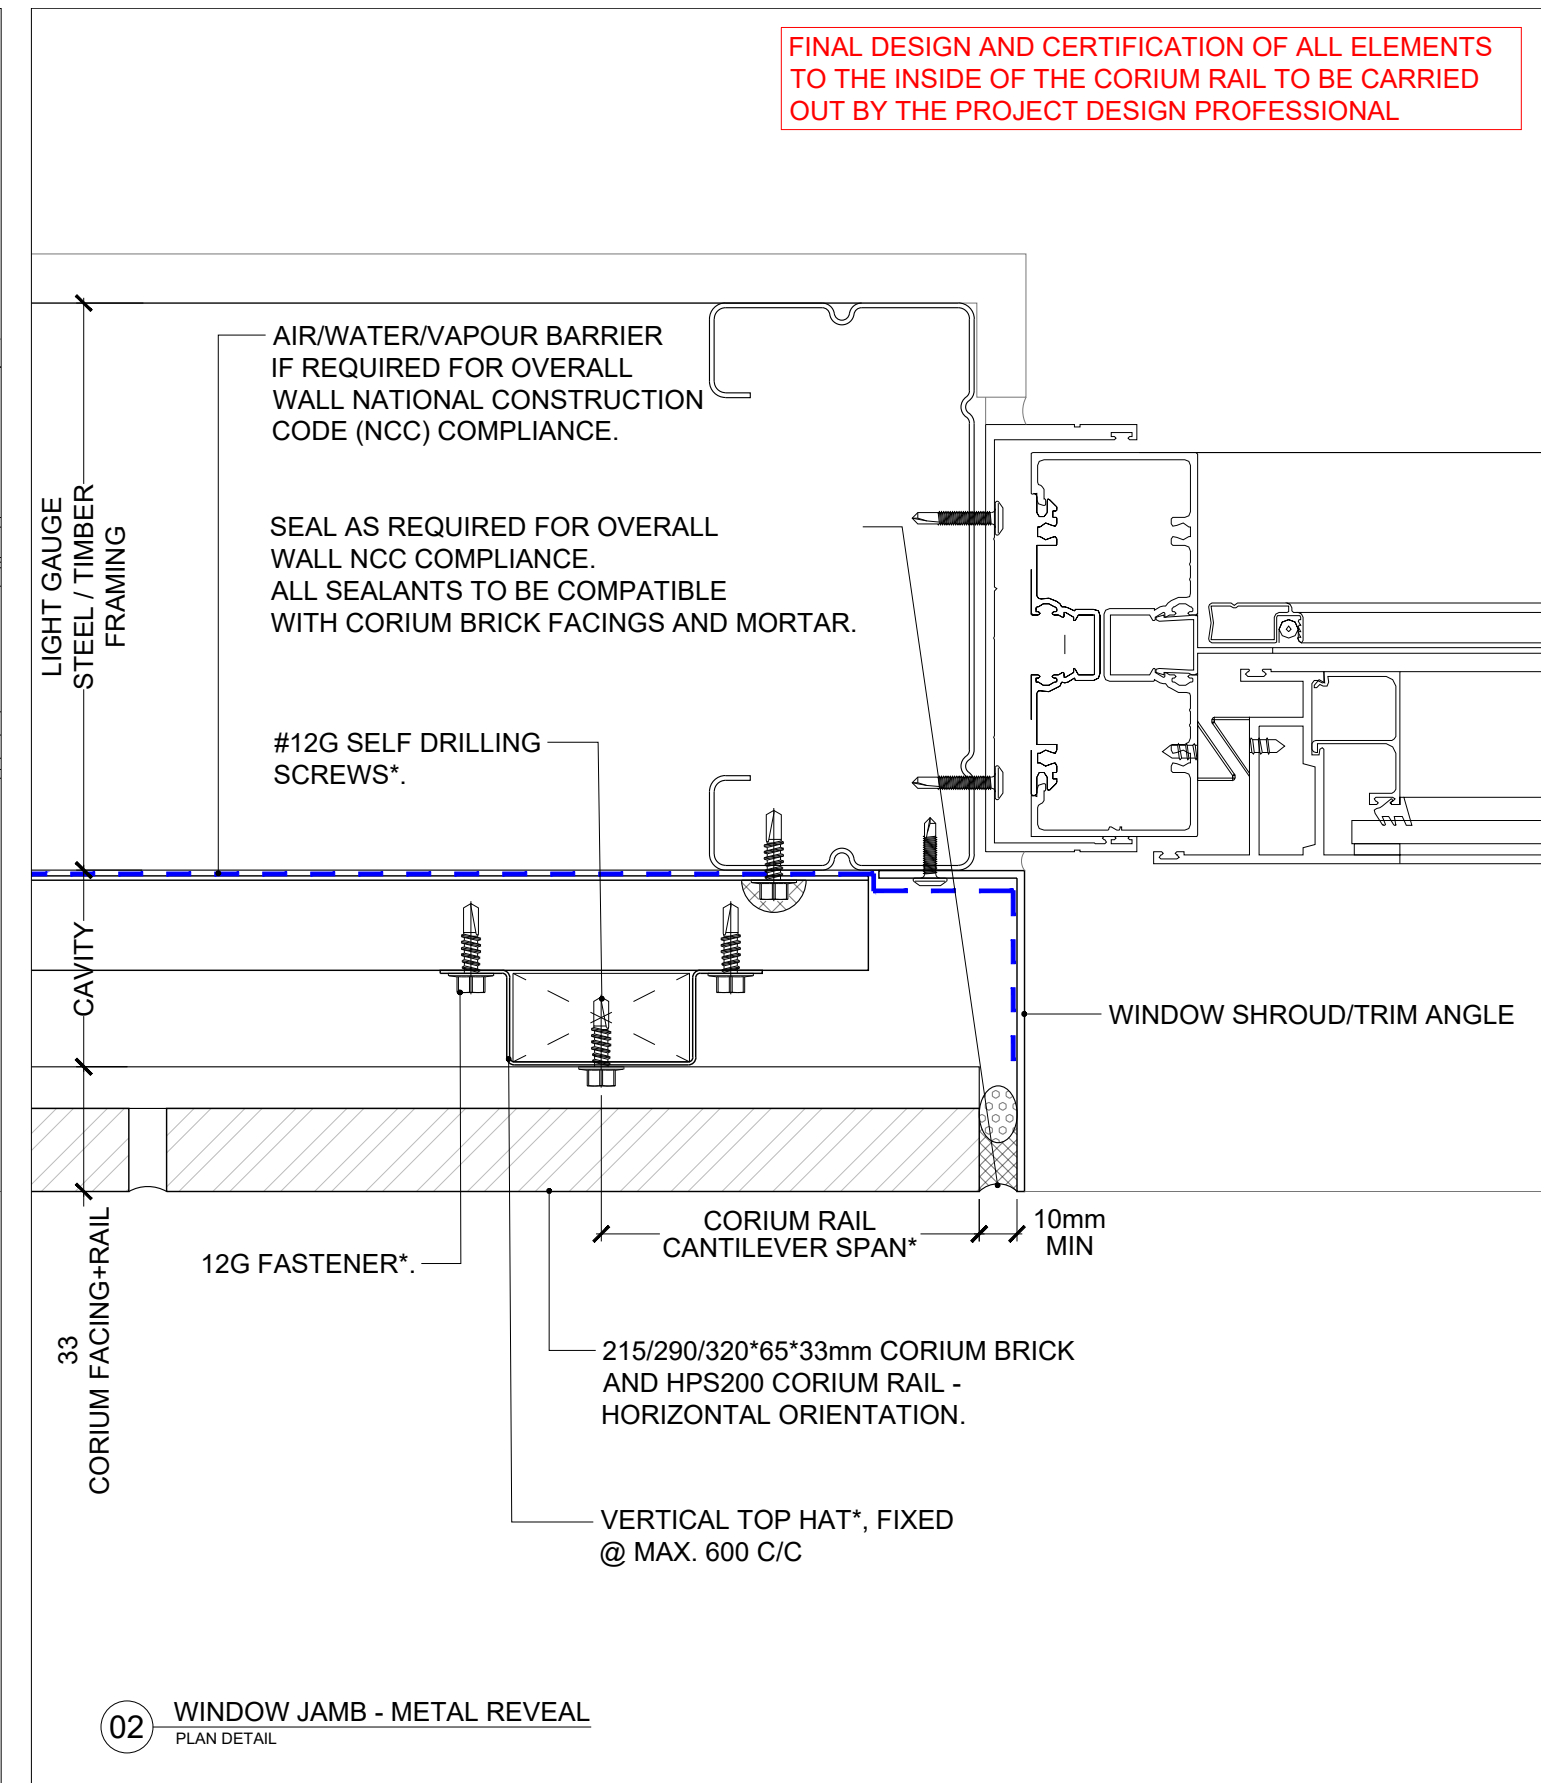 FINAL DESIGN AND CERTIFICATION OF ALL ELEMENTS
TO THE INSIDE OF THE CORIUM RAIL TO BE CARRIED
OUT BY THE PROJECT DESIGN PROFESSIONAL
AIR/WATER/VAPOUR BARRIER
IF REQUIRED FOR OVERALL
WALL NATIONAL CONSTRUCTION
CODE (NCC) COMPLIANCE.
LIGHT GAUGE
STEEL / TIMBER
FRAMING
SEAL AS REQUIRED FOR OVERALL
WALL NCC COMPLIANCE.
ALL SEALANTS TO BE COMPATIBLE
WITH CORIUM BRICK FACINGS AND MORTAR.
#12G SELF DRILLING
SCREWS*.
CAVITY
WINDOW SHROUD/TRIM ANGLE
CORIUM RAIL
CANTILEVER SPAN*
10mm
MIN
12G FASTENER*.
33
CORIUM FACING+RAIL
215/290/320*65*33mm CORIUM BRICK
AND HPS200 CORIUM RAIL -
HORIZONTAL ORIENTATION.
VERTICAL TOP HAT*, FIXED
@ MAX. 600 C/C
02
WINDOW JAMB - METAL REVEAL
PLAN DETAIL